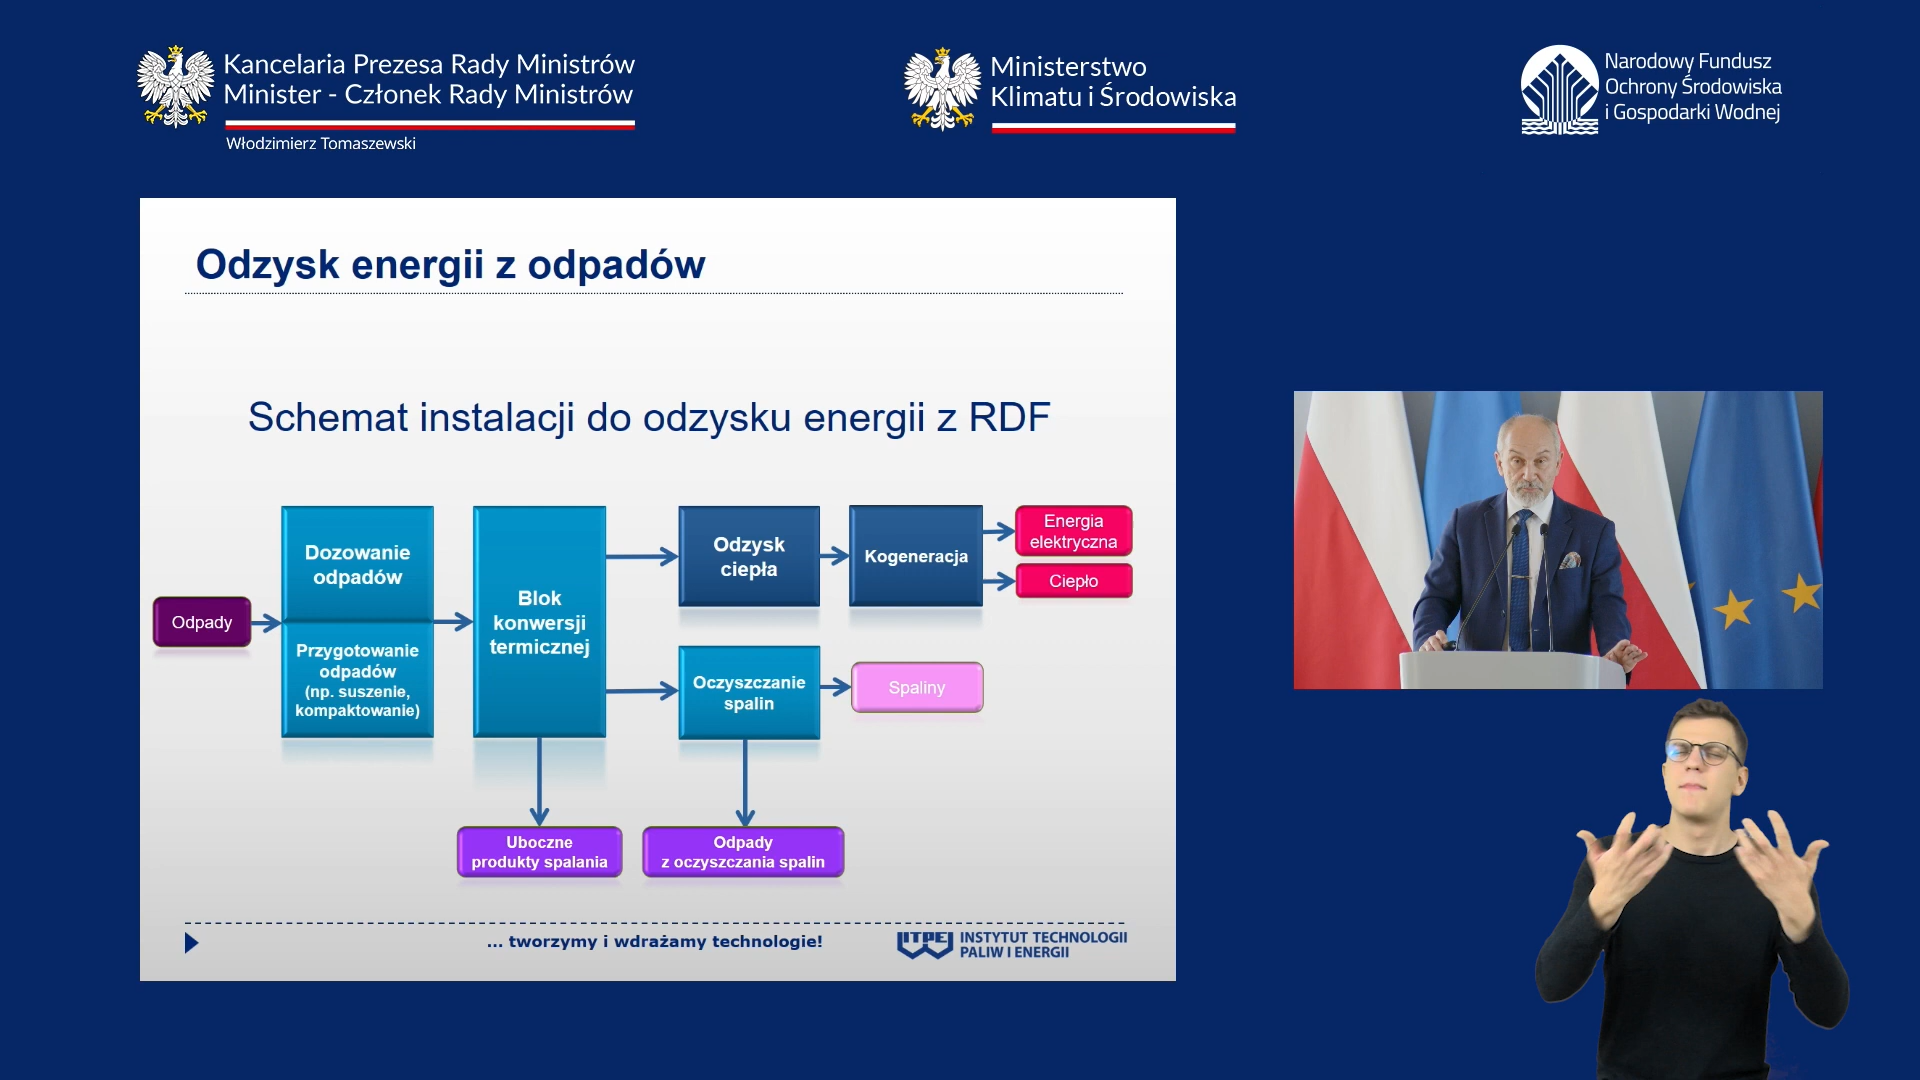 Kancelaria Prezesa Rady Ministrów
Minister - Członek Rady Ministrów
Włodzimierz Tomaszewski
Ministerstwo
Klimatu i Środowiska
Narodowy Fundusz
Ochrony Środowiska
i Gospodarki Wodnej
Odzysk energii z odpadów
Schemat instalacji do odzysku energii z RDF
Odpady
Dozowanie
odpadów
Przygotowanie
odpadów
(np. suszenie,
kompaktowanie)
Blok
konwersji
termicznej
Odzysk
ciepła
Kogeneracja
Energia
elektryczna
Ciepło
Oczyszczanie
spalin
Spaliny
Uboczne
produkty spalania
Odpady
z oczyszczania spalin
... tworzymy i wdrażamy technologie!
ITPE
INSTYTUT TECHNOLOGII
PALIW I ENERGII